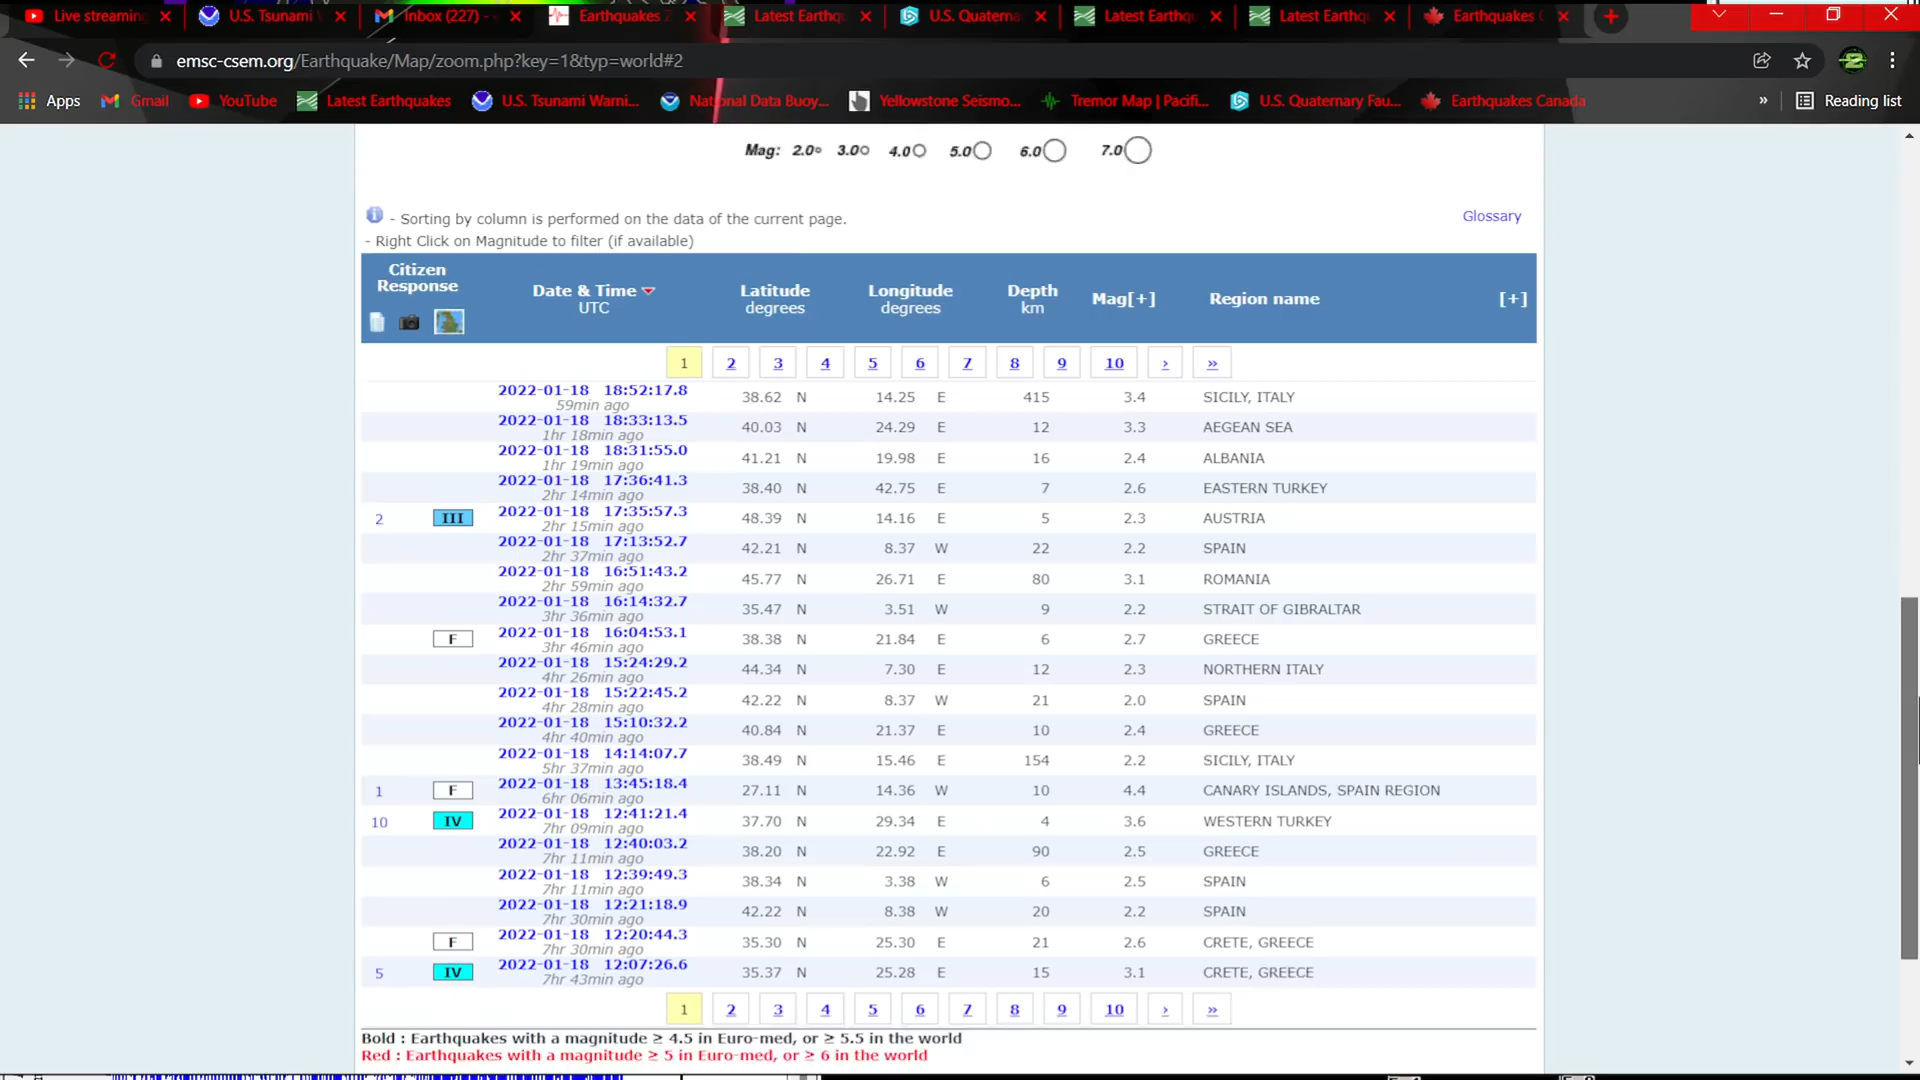 Live streaming
U.S. Tsunami
Inbox (227) -
Earthquakes
Latest Earthq
U.S. Quaterna
Latest Earthq
Latest Earthq
Earthquakes C
emsc-csem.org/Earthquake/Map/zoom.php?key=1&typ=world#2
Apps Gmail YouTube Latest Earthquakes U.S. Tsunami Warni... National Data Buoy... Yellowstone Seismo... Tremor Map | Pacifi... U.S. Quaternary Fau... Earthquakes Canada » Reading list
Mag: 2.0 3.0 4.0 5.0 6.0 7.0
- Sorting by column is performed on the data of the current page.
Glossary
- Right Click on Magnitude to filter (if available)
Citizen Response
Date & Time UTC
Latitude degrees
Longitude degrees
Depth km
Mag[+]
Region name
[+]
1 2 3 4 5 6 7 8 9 10 › »
2022-01-18 18:52:17.8 38.62 N 14.25 E 415 3.4 SICILY, ITALY
59min ago
2022-01-18 18:33:13.5 40.03 N 24.29 E 12 3.3 AEGEAN SEA
1hr 18min ago
2022-01-18 18:31:55.0 41.21 N 19.98 E 16 2.4 ALBANIA
1hr 19min ago
2022-01-18 17:36:41.3 38.40 N 42.75 E 7 2.6 EASTERN TURKEY
2hr 14min ago
2 III 2022-01-18 17:35:57.3 48.39 N 14.16 E 5 2.3 AUSTRIA
2hr 15min ago
2022-01-18 17:13:52.7 42.21 N 8.37 W 22 2.2 SPAIN
2hr 37min ago
2022-01-18 16:51:43.2 45.77 N 26.71 E 80 3.1 ROMANIA
2hr 59min ago
2022-01-18 16:14:32.7 35.47 N 3.51 W 9 2.2 STRAIT OF GIBRALTAR
3hr 36min ago
F 2022-01-18 16:04:53.1 38.38 N 21.84 E 6 2.7 GREECE
3hr 46min ago
2022-01-18 15:24:29.2 44.34 N 7.30 E 12 2.3 NORTHERN ITALY
4hr 26min ago
2022-01-18 15:22:45.2 42.22 N 8.37 W 21 2.0 SPAIN
4hr 28min ago
2022-01-18 15:10:32.2 40.84 N 21.37 E 10 2.4 GREECE
4hr 40min ago
2022-01-18 14:14:07.7 38.49 N 15.46 E 154 2.2 SICILY, ITALY
5hr 37min ago
1 F 2022-01-18 13:45:18.4 27.11 N 14.36 W 10 4.4 CANARY ISLANDS, SPAIN REGION
6hr 06min ago
10 IV 2022-01-18 12:41:21.4 37.70 N 29.34 E 4 3.6 WESTERN TURKEY
7hr 09min ago
2022-01-18 12:40:03.2 38.20 N 22.92 E 90 2.5 GREECE
7hr 11min ago
2022-01-18 12:39:49.3 38.34 N 3.38 W 6 2.5 SPAIN
7hr 11min ago
2022-01-18 12:21:18.9 42.22 N 8.38 W 20 2.2 SPAIN
7hr 30min ago
F 2022-01-18 12:20:44.3 35.30 N 25.30 E 21 2.6 CRETE, GREECE
7hr 30min ago
5 IV 2022-01-18 12:07:26.6 35.37 N 25.28 E 15 3.1 CRETE, GREECE
7hr 43min ago
1 2 3 4 5 6 7 8 9 10 › »
Bold : Earthquakes with a magnitude ≥ 4.5 in Euro-med, or ≥ 5.5 in the world
Red : Earthquakes with a magnitude ≥ 5 in Euro-med, or ≥ 6 in the world